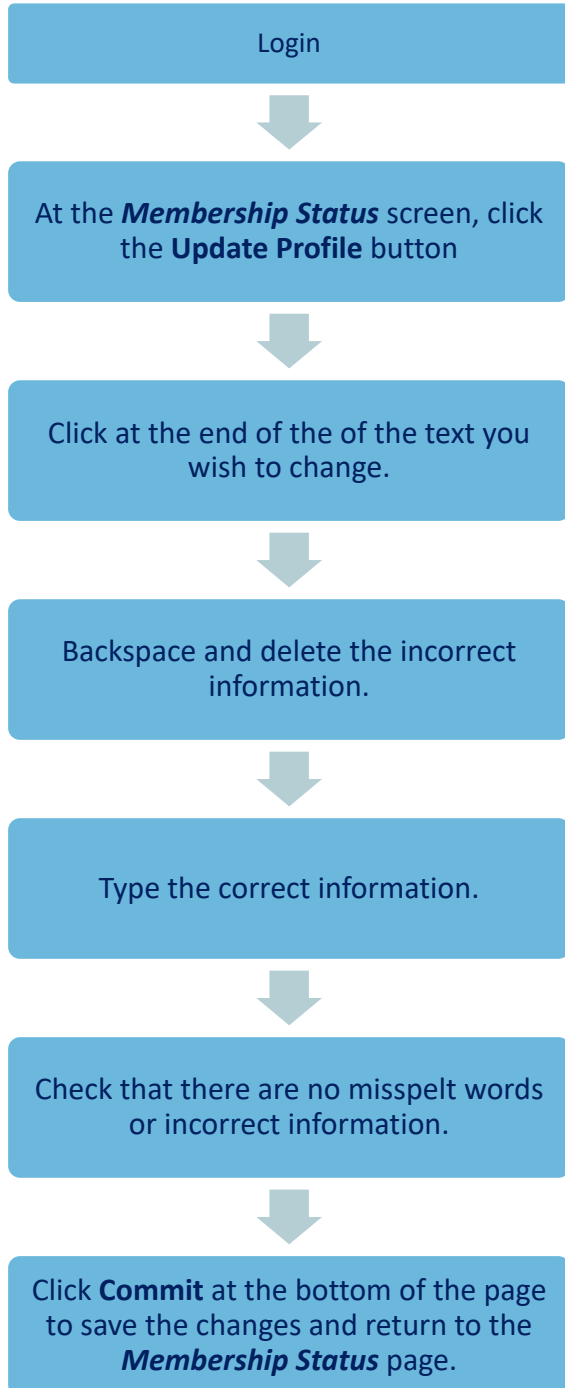 Login
At the Membership Status screen, click
the Update Profile button
Click at the end of the of the text you
wish to change.
Backspace and delete the incorrect
information.
Type the correct information.
Check that there are no misspelt words
or incorrect information.
Click Commit at the bottom of the page
to save the changes and return to the
Membership Status page.